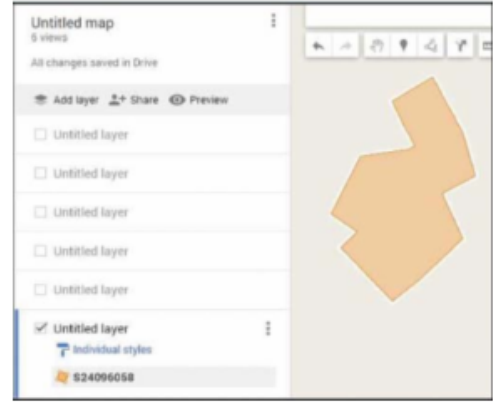 Untitled map
5 views
All changes saved in Drive
Add layer Share Preview
Untitled layer
Untitled layer
Untitled layer
Untitled layer
Untitled layer
Untitled layer
Individual styles
S24096058